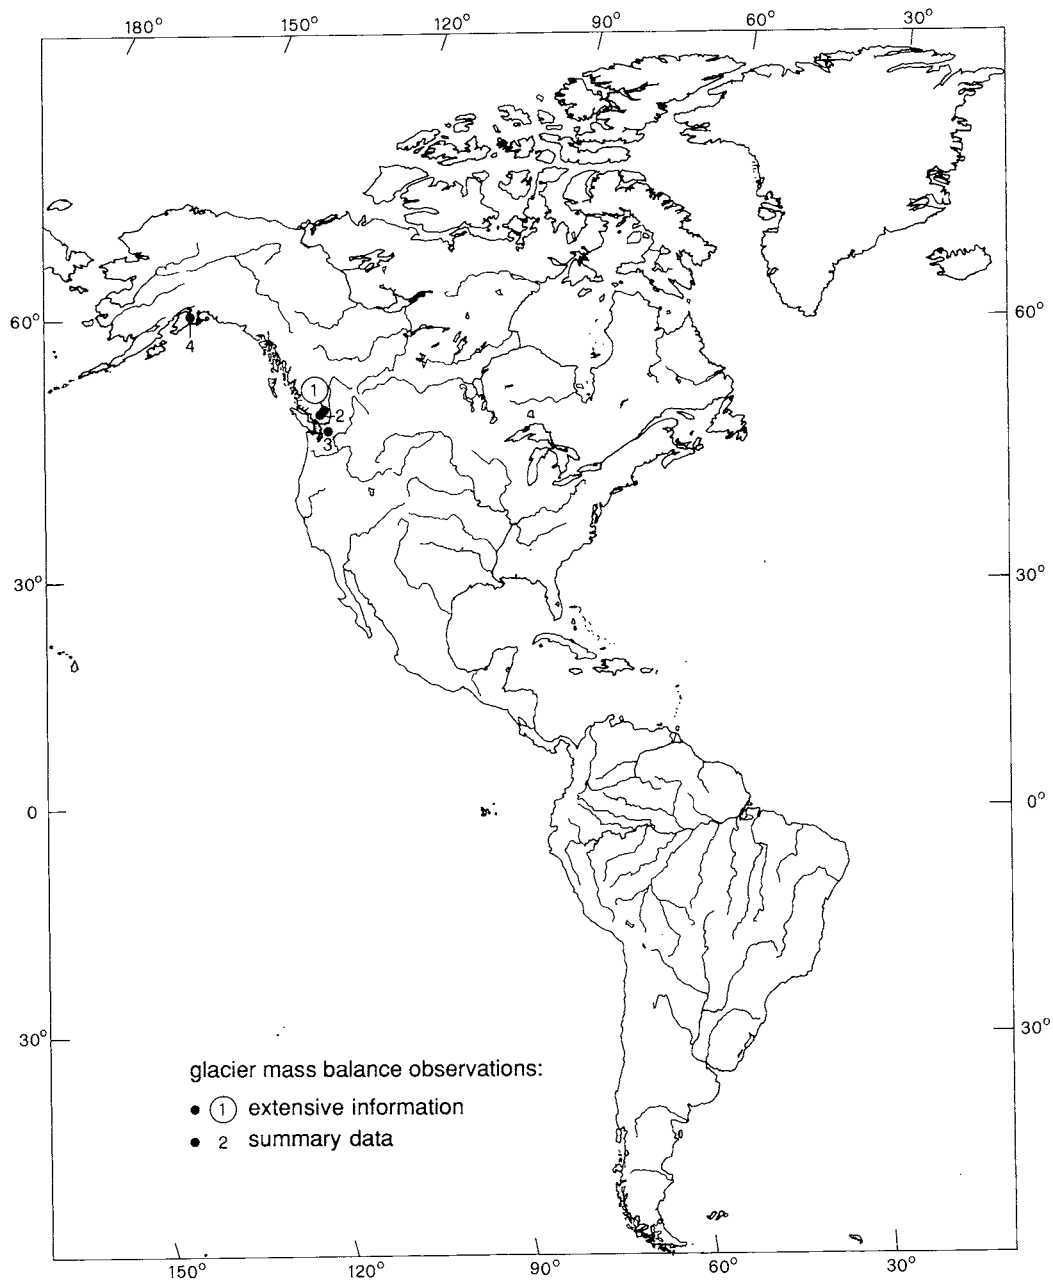 180° 150° 120° 90° 60° 30°
60° 60°
4
1
2
3
30° 30°
0 0°
30° 30°
glacier mass balance observations:
1 extensive information
2 summary data
150° 120° 90° 60° 30°